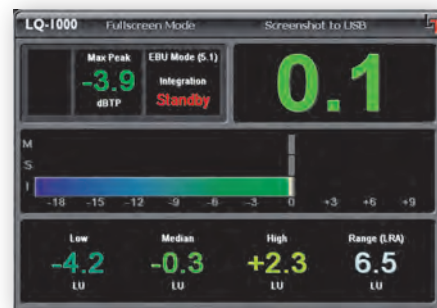 LQ-1000 Fullscreen Mode Screenshot to USB
Max Peak EBU Mode (5.1)
-3.9 Integration
dBTP Standby
0.1
M
S
I
-18 -15 -12 -9 -6 -3 0 +3 +6 +9
Low Median High Range (LRA)
-4.2 -0.3 +2.3 6.5
LU LU LU LU